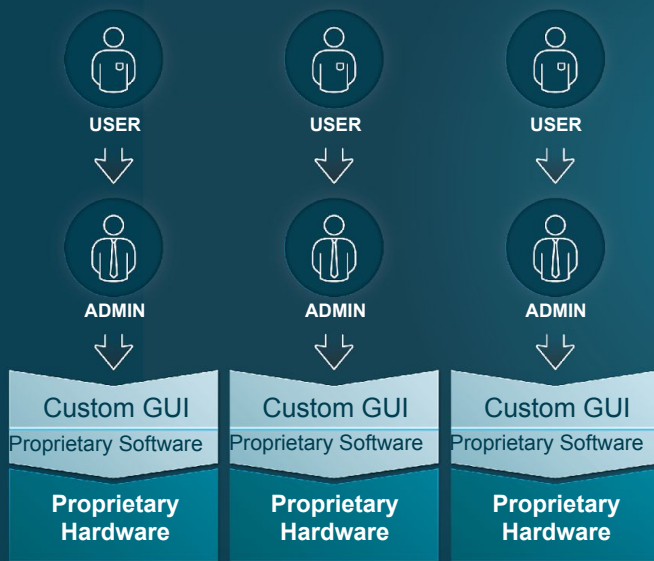 USER
USER
USER
ADMIN
ADMIN
ADMIN
Custom GUI
Custom GUI
Custom GUI
Proprietary Software
Proprietary Software
Proprietary Software
Proprietary
Hardware
Proprietary
Hardware
Proprietary
Hardware